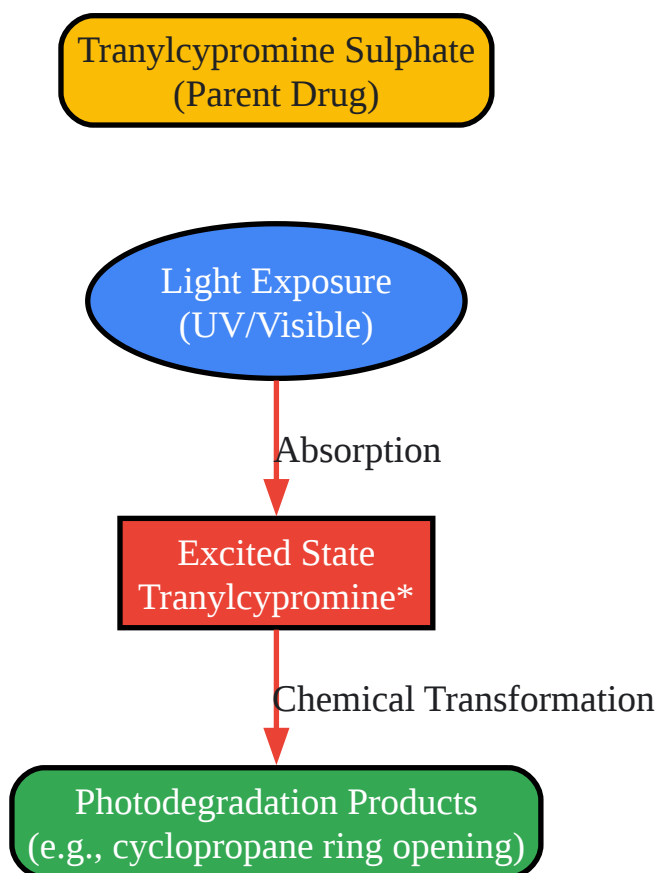 Tranylcypromine Sulphate
(Parent Drug)
Light Exposure
(UV/Visible)
Absorption
Excited State
Tranylcypromine*
Chemical Transformation
Photodegradation Products
(e.g., cyclopropane ring opening)